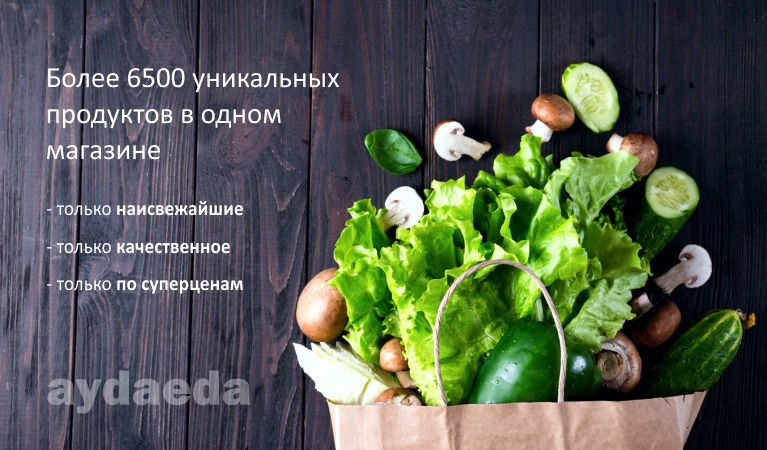 Более 6500 уникальных
продуктов в одном
магазине
- только наисвежайшие
- только качественное
- только по суперценам
aydaeda